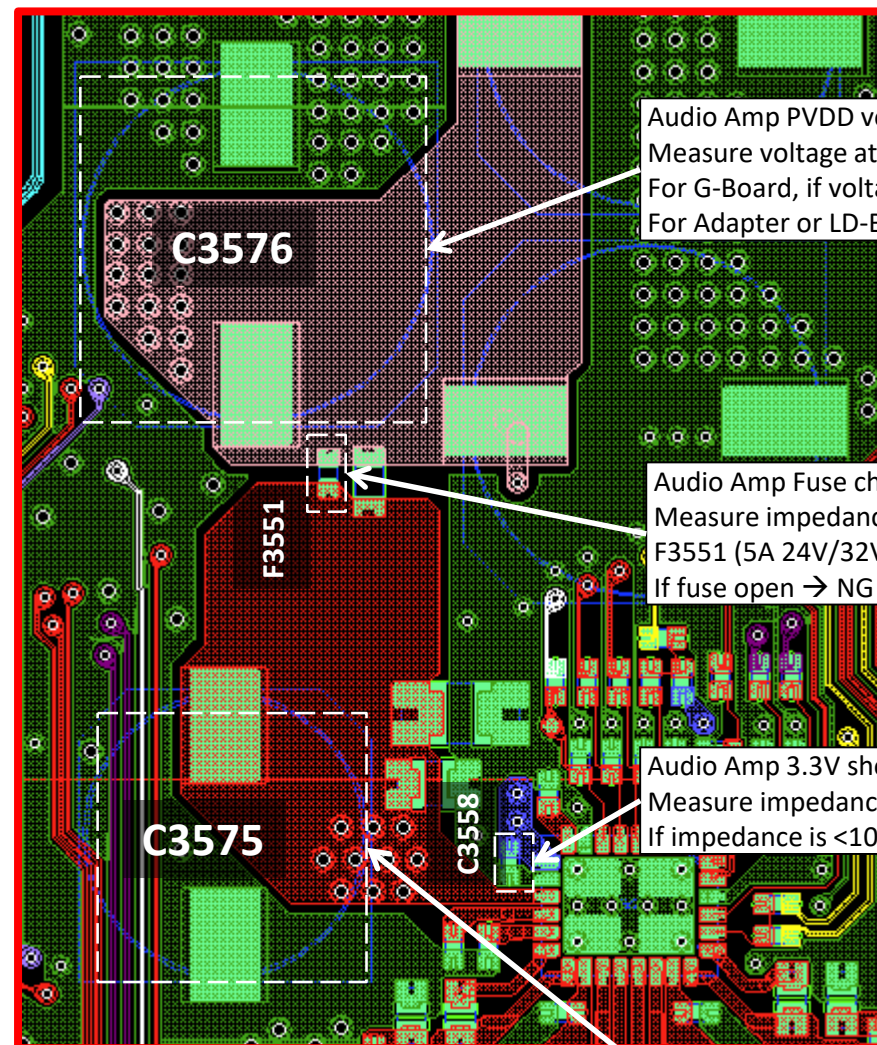 Audio Amp PVDD vo
Measure voltage at
For G-Board, if volta
For Adapter or LD-B
C3576
Audio Amp Fuse ch
Measure impedanc
F3551 (5A 24V/32V
If fuse open → NG
F3551
Audio Amp 3.3V sho
Measure impedanc
If impedance is <10
C3575
C3558